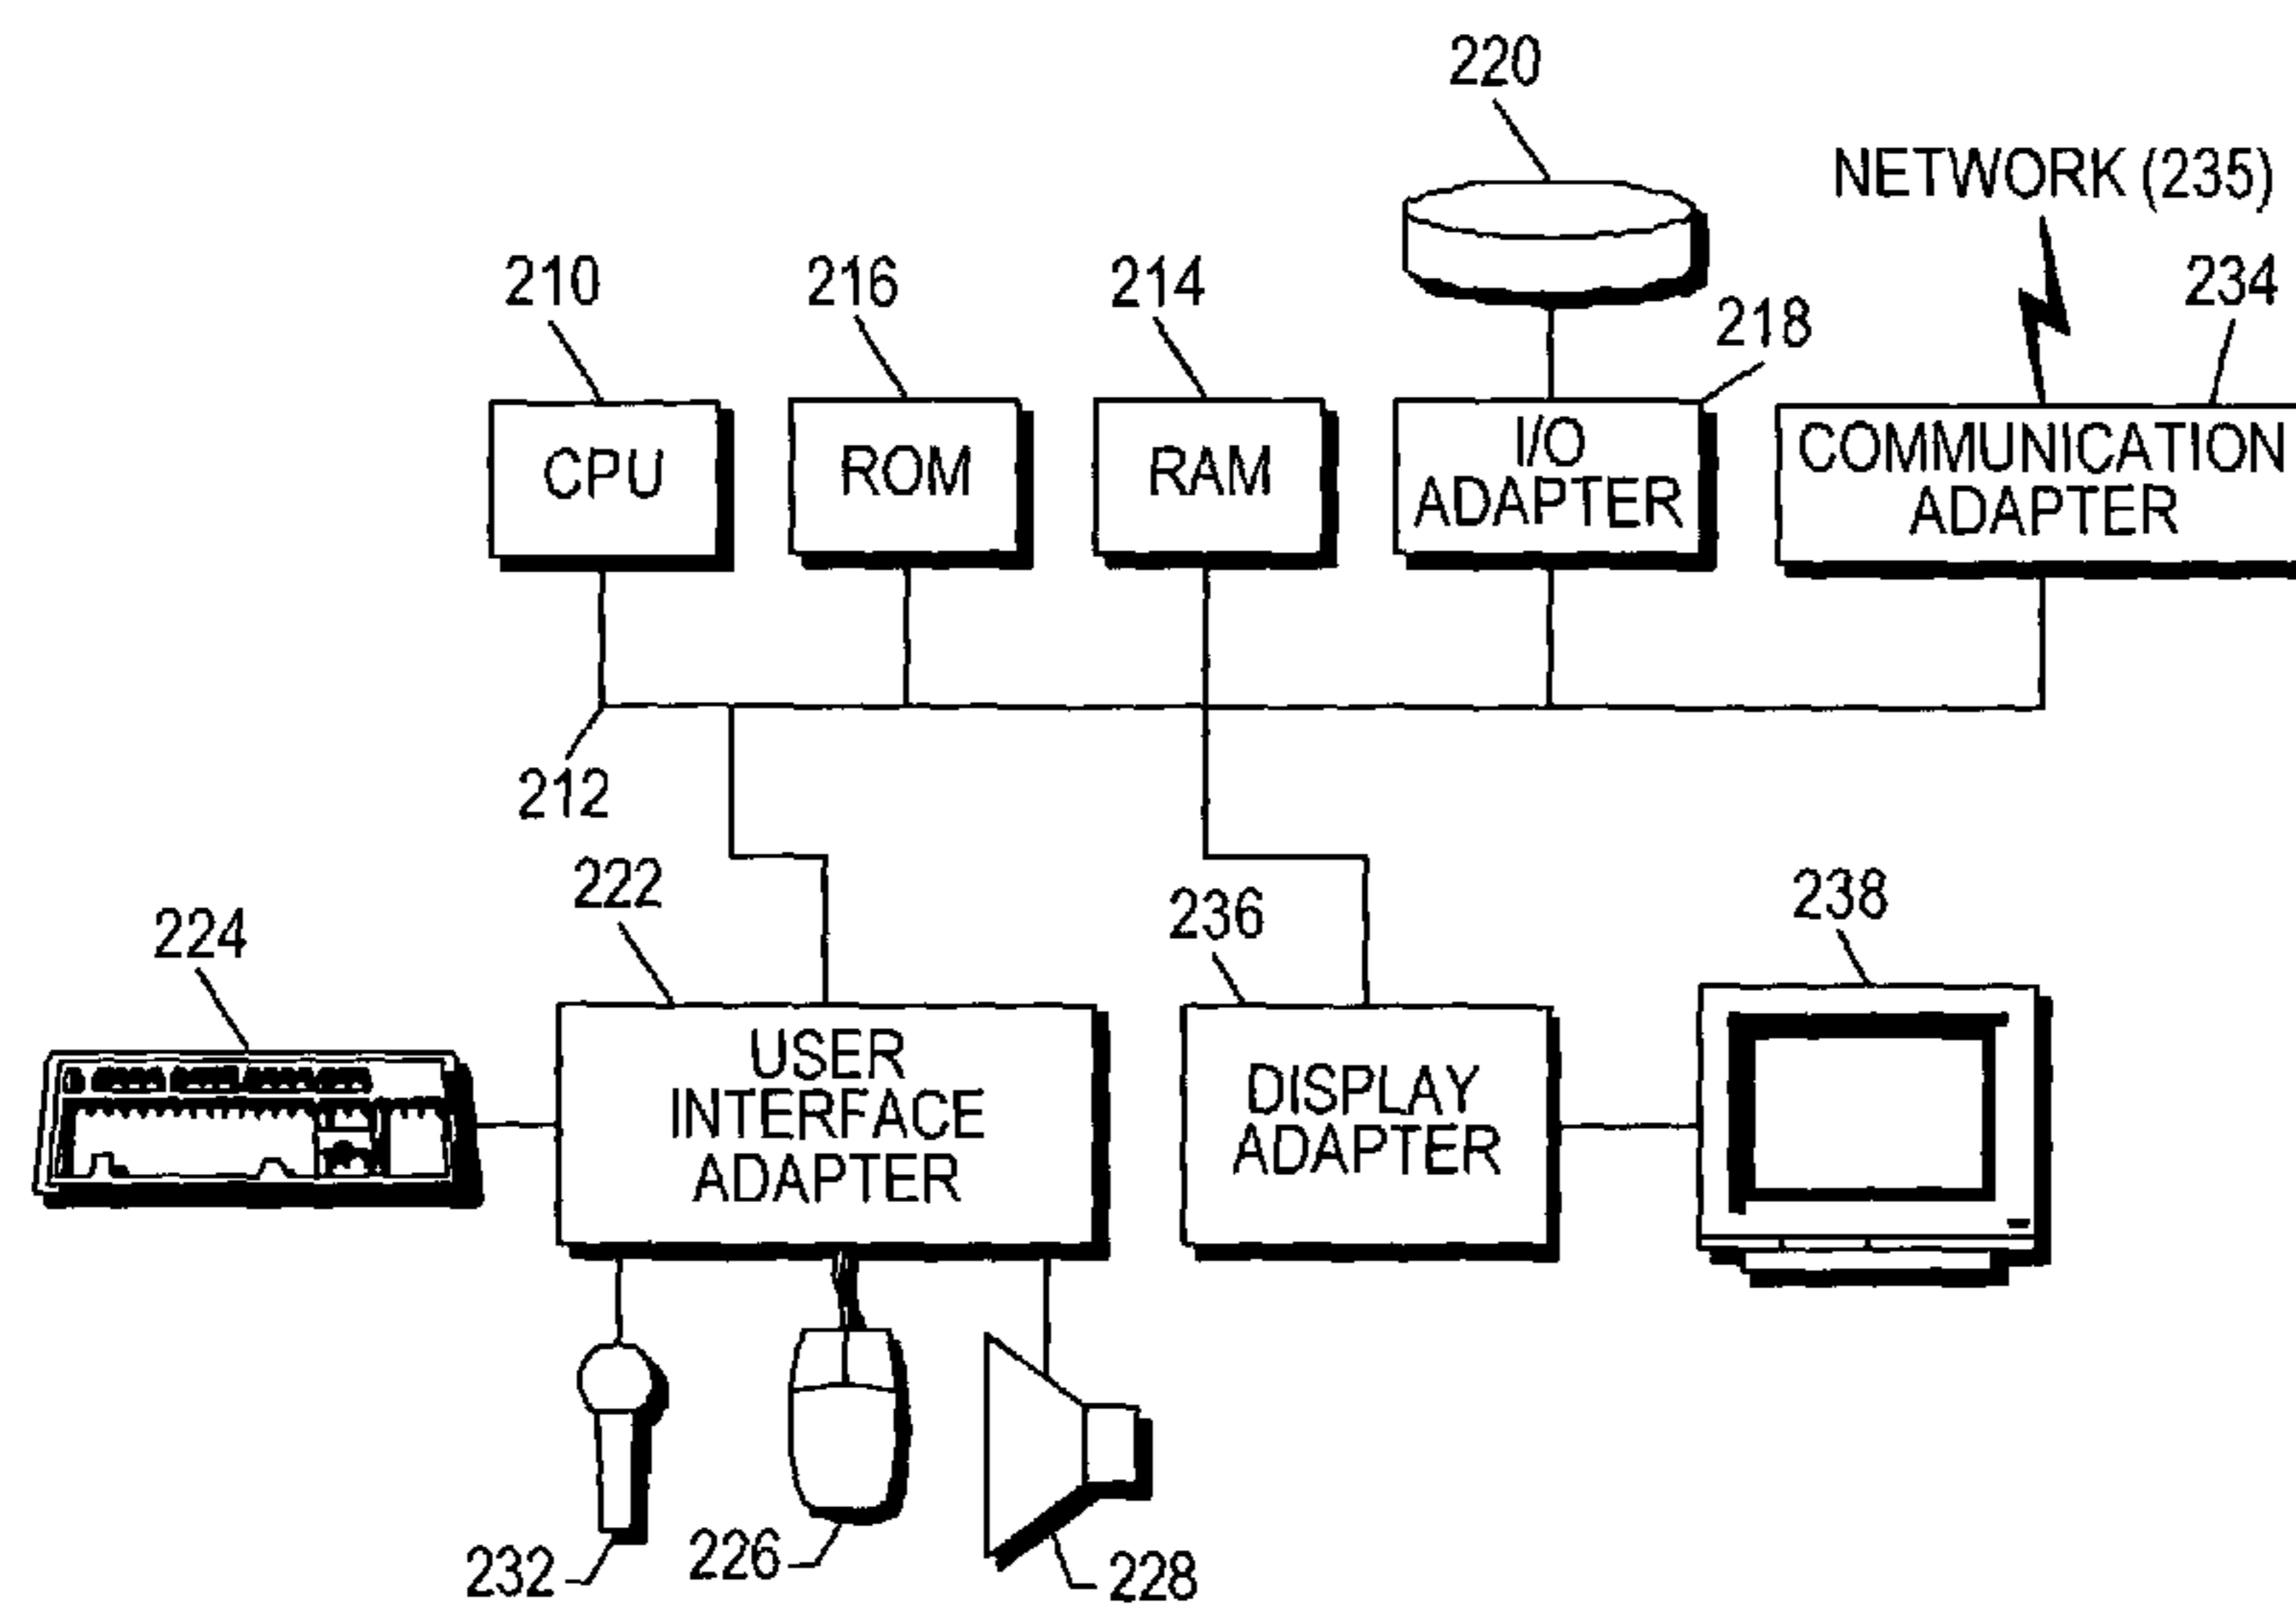 220
NETWORK (235)
210
216
214
218
234
CPU
ROM
RAM
I/O
ADAPTER
COMMUNICATION
ADAPTER
212
222
224
236
238
USER
INTERFACE
ADAPTER
DISPLAY
ADAPTER
232
226
228